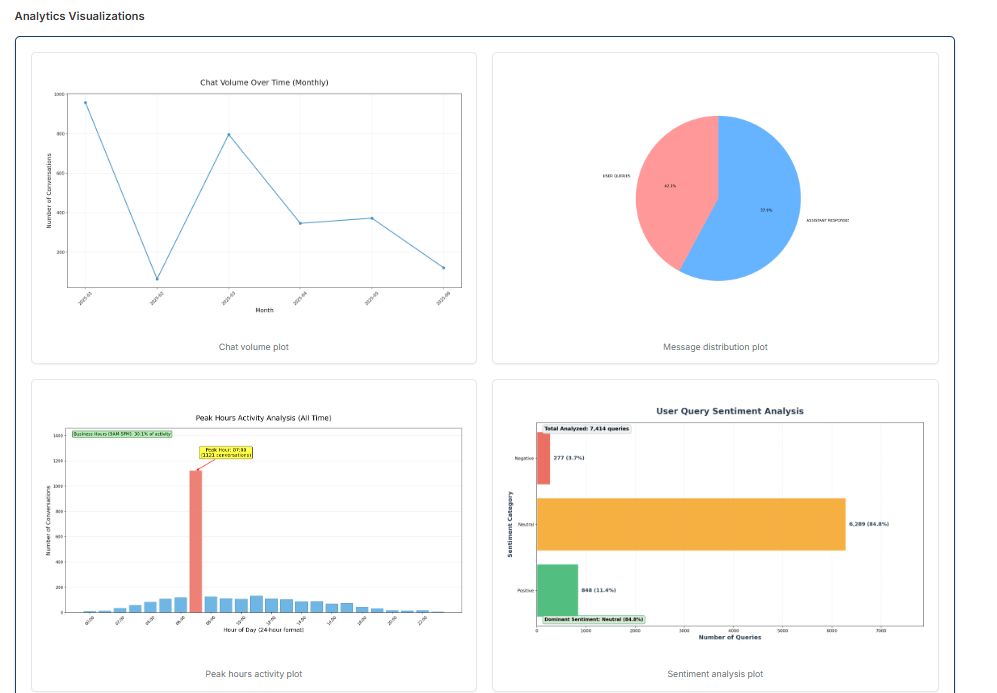 Analytics Visualizations
Chat Volume Over Time (Monthly)
1000
800
600
400
200
Number of Conversations
2025-01
2025-02
2025-03
2025-04
2025-05
2025-06
Month
Chat volume plot
USER QUERIES
42.1%
57.9%
ASSISTANT RESPONSES
Message distribution plot
Peak Hours Activity Analysis (All Time)
Business Hours (9AM-5PM): 30.1% of activity
Peak Hour: 07:00
(1121 conversations)
1400
1200
1000
800
600
400
200
0
Number of Conversations
Hour of Day (24-hour format)
Peak hours activity plot
User Query Sentiment Analysis
Total Analyzed: 7,414 queries
Negative
277 (3.7%)
Neutral
6,289 (84.8%)
Positive
848 (11.4%)
Dominant Sentiment: Neutral (84.8%)
Sentiment Category
0
1000
2000
3000
4000
5000
6000
7000
Number of Queries
Sentiment analysis plot